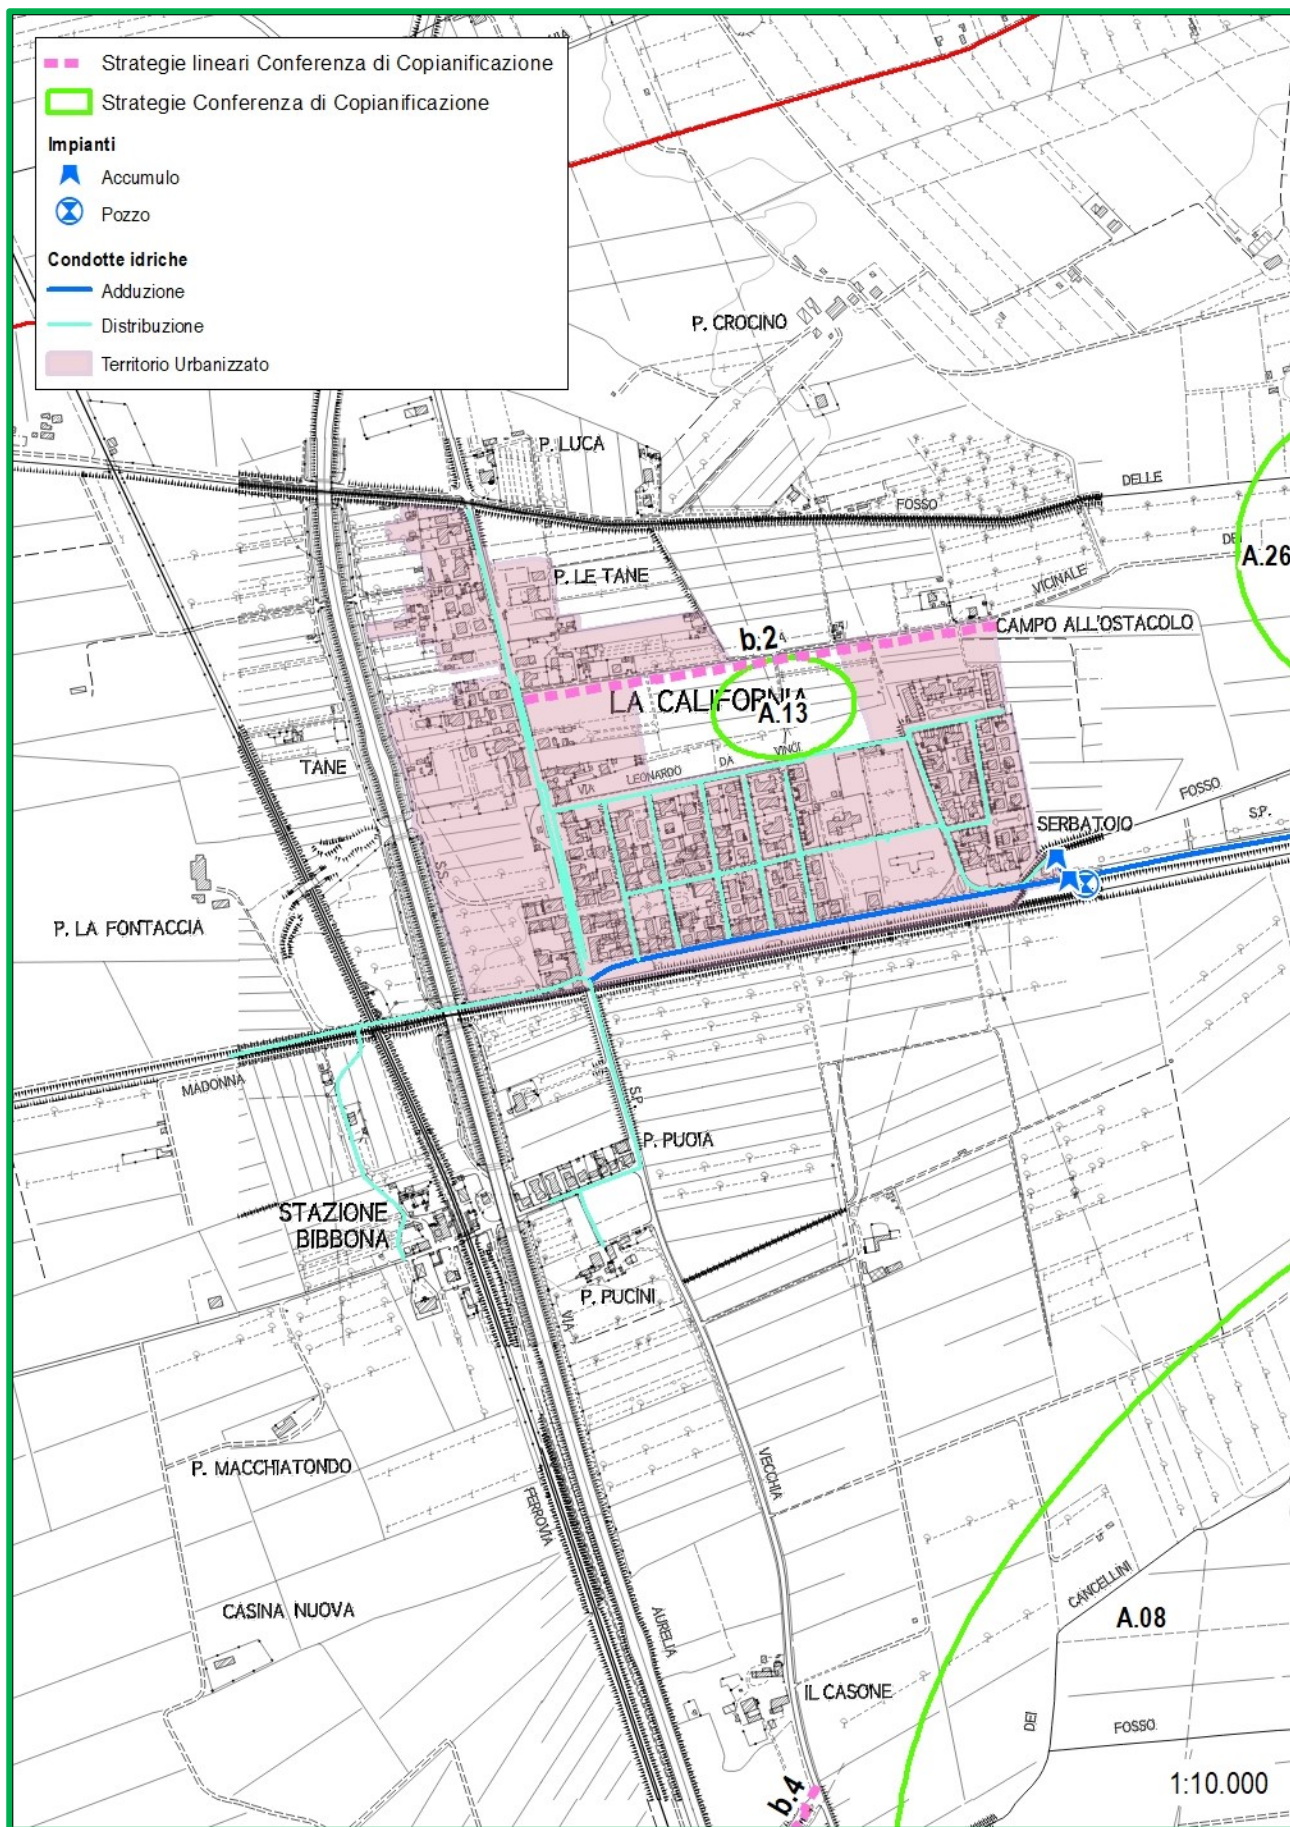 Strategie lineari Conferenza di Copianificazione
Strategie Conferenza di Copianificazione
Impianti
Accumulo
Pozzo
Condotte idriche
Adduzione
Distribuzione
Territorio Urbanizzato
P. CROCINO
P. LUCA
DELLE
FOSSO
DEI
A.26
P. LE TANE
VICINALE
CAMPO ALL'OSTACOLO
b.2
LA CALIFORNIA
A.13
TANE
VIA LEONARDO DA VINCI
FOSSO
S.P.
SERBATOIO
S.S.
P. LA FONTACCIA
MADONNA
S.P.
P. PUOIA
STAZIONE
BIBBONA
P. PUCINI
VIA
VECCHIA
P. MACCHIATONDO
FERROVIA
CANCELLINI
CASINA NUOVA
AURELIA
A.08
IL CASONE
DEI
FOSSO
b.4
1:10.000